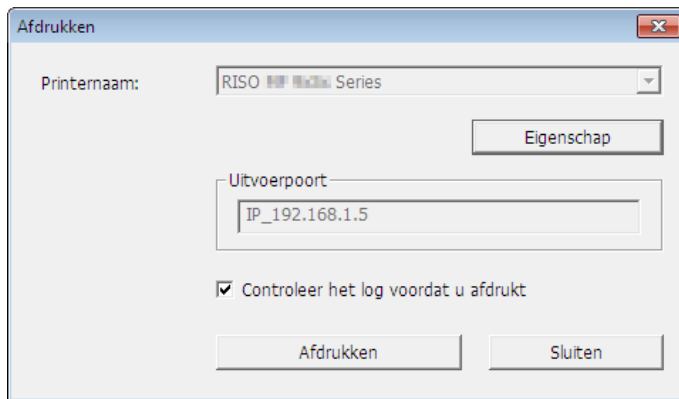 Afdrukken
Printernaam: RISO Series
Eigenschap
Uitvoerpoort
IP_192.168.1.5
Controleer het log voordat u afdrukt
Afdrukken Sluiten